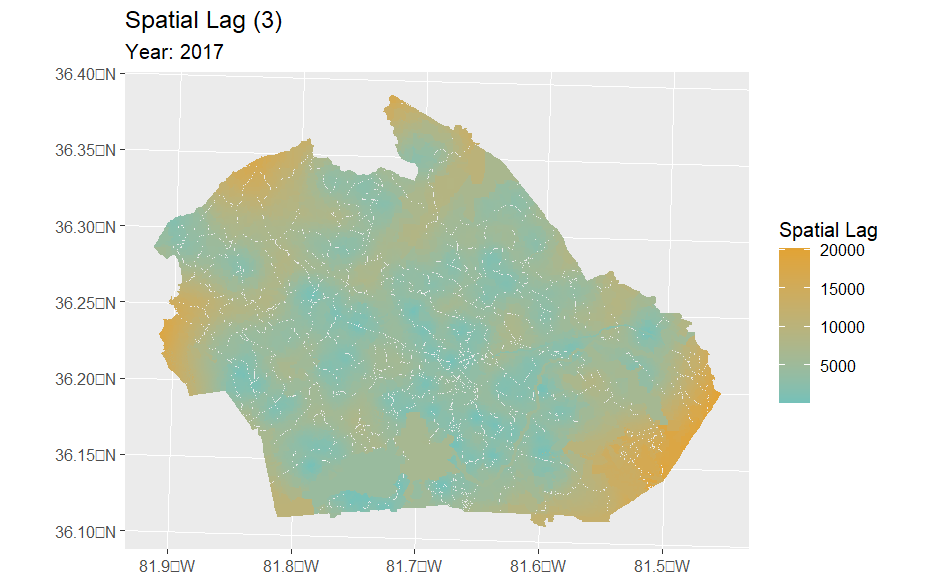 Spatial Lag (3)
Year: 2017
36.40□N
36.35□N
36.30□N
36.25□N
36.20□N
36.15□N
36.10□N
81.9□W
81.8□W
81.7□W
81.6□W
81.5□W
Spatial Lag
20000
15000
10000
5000